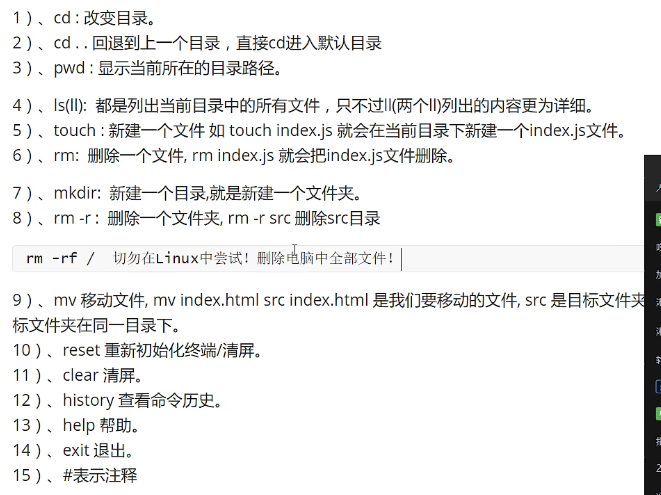 1）、cd : 改变目录。
2）、cd . . 回退到上一个目录，直接cd进入默认目录
3）、pwd : 显示当前所在的目录路径。
4）、ls(ll): 都是列出当前目录中的所有文件，只不过ll(两个ll)列出的内容更为详细。
5）、touch : 新建一个文件 如 touch index.js 就会在当前目录下新建一个index.js文件。
6）、rm: 删除一个文件, rm index.js 就会把index.js文件删除。
7）、mkdir: 新建一个目录,就是新建一个文件夹。
8）、rm -r : 删除一个文件夹, rm -r src 删除src目录
rm -rf / 切勿在Linux中尝试！删除电脑中全部文件！
9）、mv 移动文件, mv index.html src index.html 是我们要移动的文件, src 是目标文件夹
标文件夹在同一目录下。
10）、reset 重新初始化终端/清屏。
11）、clear 清屏。
12）、history 查看命令历史。
13）、help 帮助。
14）、exit 退出。
15）、#表示注释